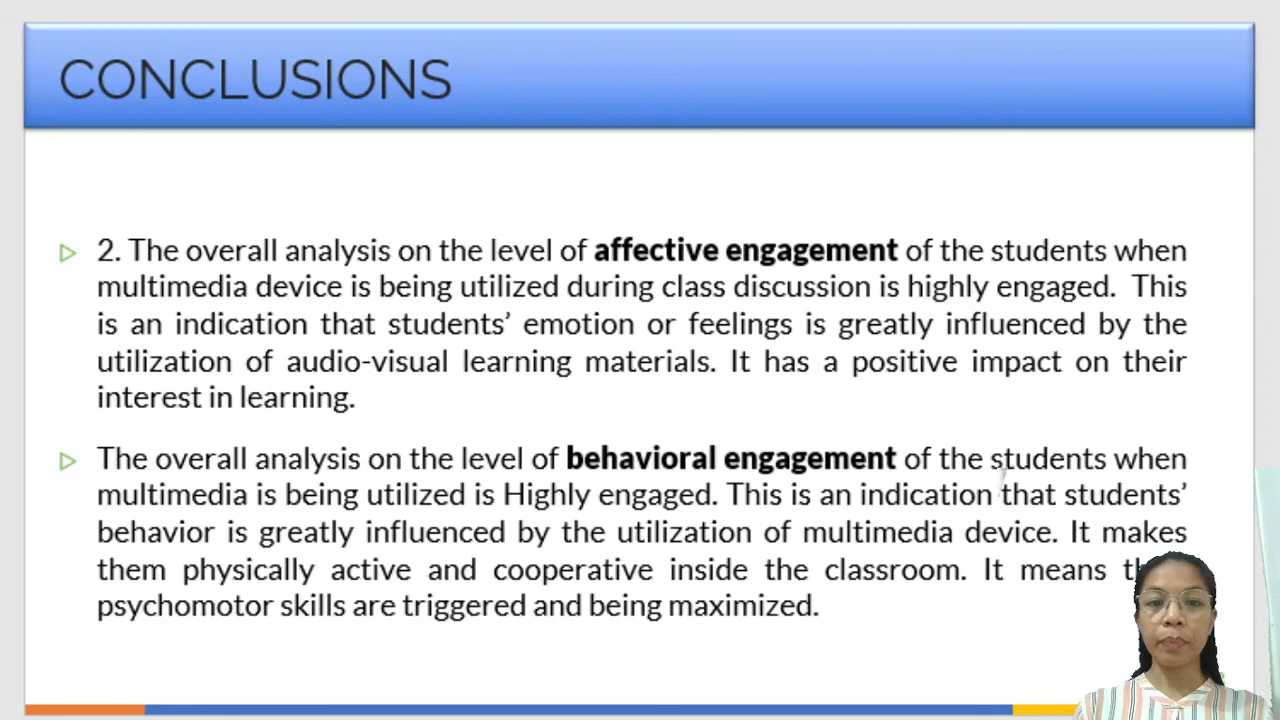 CONCLUSIONS
2. The overall analysis on the level of affective engagement of the students when
multimedia device is being utilized during class discussion is highly engaged. This
is an indication that students’ emotion or feelings is greatly influenced by the
utilization of audio-visual learning materials. It has a positive impact on their
interest in learning.
The overall analysis on the level of behavioral engagement of the students when
multimedia is being utilized is Highly engaged. This is an indication that students’
behavior is greatly influenced by the utilization of multimedia device. It makes
them physically active and cooperative inside the classroom. It means
psychomotor skills are triggered and being maximized.